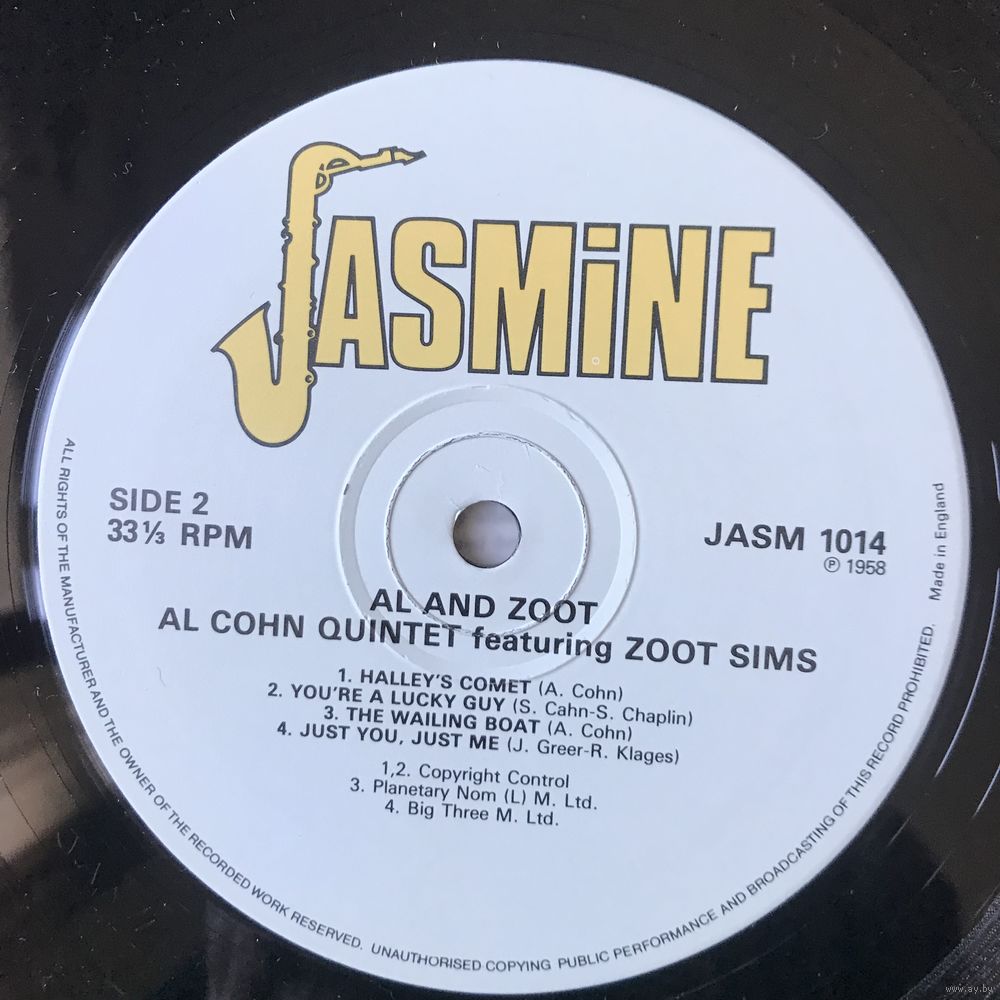 JASMiNE
SIDE 2
33⅓ RPM
JASM 1014
℗ 1958
Made in England
AL AND ZOOT
AL COHN QUINTET featuring ZOOT SIMS
1. HALLEY'S COMET (A. Cohn)
2. YOU'RE A LUCKY GUY (S. Cahn-S. Chaplin)
3. THE WAILING BOAT (A. Cohn)
4. JUST YOU, JUST ME (J. Greer-R. Klages)
1,2. Copyright Control
3. Planetary Nom (L) M. Ltd.
4. Big Three M. Ltd.
ALL RIGHTS OF THE MANUFACTURER AND THE OWNER OF THE RECORDED WORK RESERVED. UNAUTHORISED COPYING PUBLIC PERFORMANCE AND BROADCASTING OF THIS RECORD PROHIBITED.
www.ay.by